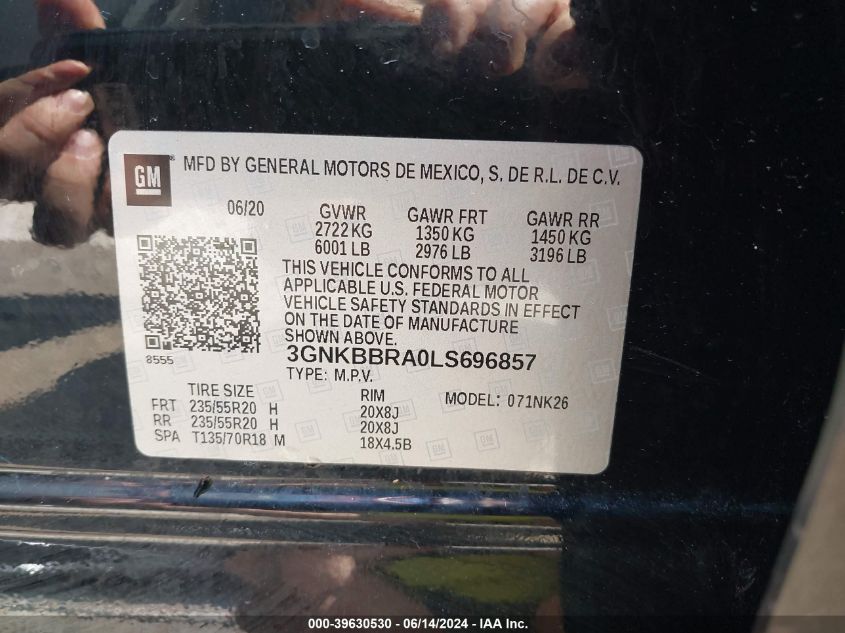 GM ® MFD BY GENERAL MOTORS DE MEXICO, S. DE R.L. DE C.V.
06/20 GVWR GAWR FRT GAWR RR
2722 KG 1350 KG 1450 KG
6001 LB 2976 LB 3196 LB
THIS VEHICLE CONFORMS TO ALL
APPLICABLE U.S. FEDERAL MOTOR
VEHICLE SAFETY STANDARDS IN EFFECT
ON THE DATE OF MANUFACTURE
SHOWN ABOVE.
8555
3GNKBBRA0LS696857
TYPE: M.P.V.
TIRE SIZE RIM MODEL: 071NK26
FRT 235/55R20 H 20X8J
RR 235/55R20 H 20X8J
SPA T135/70R18 M 18X4.5B
000-39630530 - 06/14/2024 - IAA Inc.